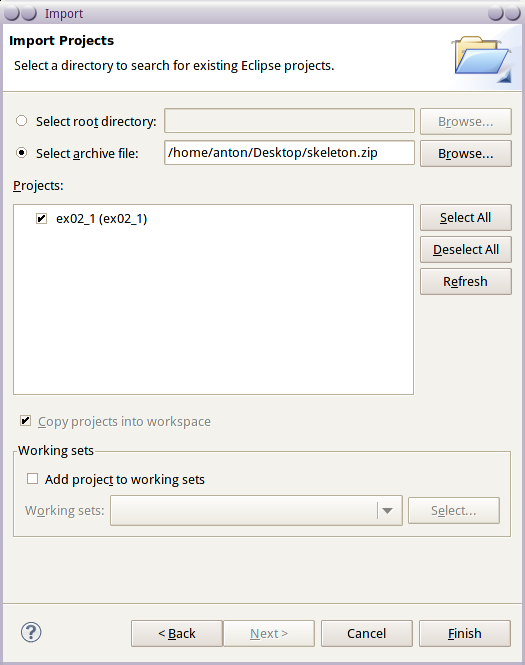 Import
Import Projects
Select a directory to search for existing Eclipse projects.
Select root directory:
Browse...
Select archive file: /home/anton/Desktop/skeleton.zip Browse...
Projects:
ex02_1 (ex02_1)
Select All
Deselect All
Refresh
Copy projects into workspace
Working sets
Add project to working sets
Working sets: Select...
? < Back Next > Cancel Finish